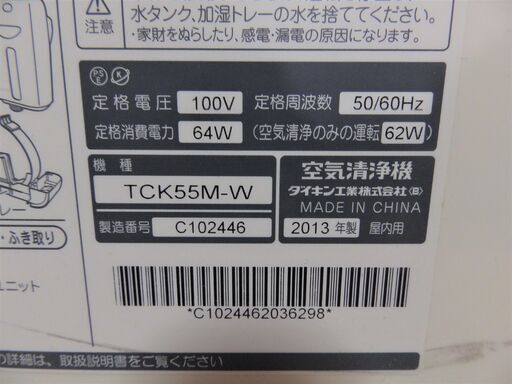 注意
水タンク、加湿トレーの水を捨ててください。
・家財をぬらしたり、感電・漏電の原因になります。
PS E
K
定格電圧 100V 定格周波数 50/60Hz
定格消費電力 64W (空気清浄のみの運転 62W)
機種 TCK55M-W
製造番号 C102446
空気清浄機
ダイキン工業株式会社 Ⓑ
MADE IN CHINA
2013 年製 屋内用
レー
・ふき取り
ユニット
*C1024462036298*
の詳細は、取扱説明書をご覧ください